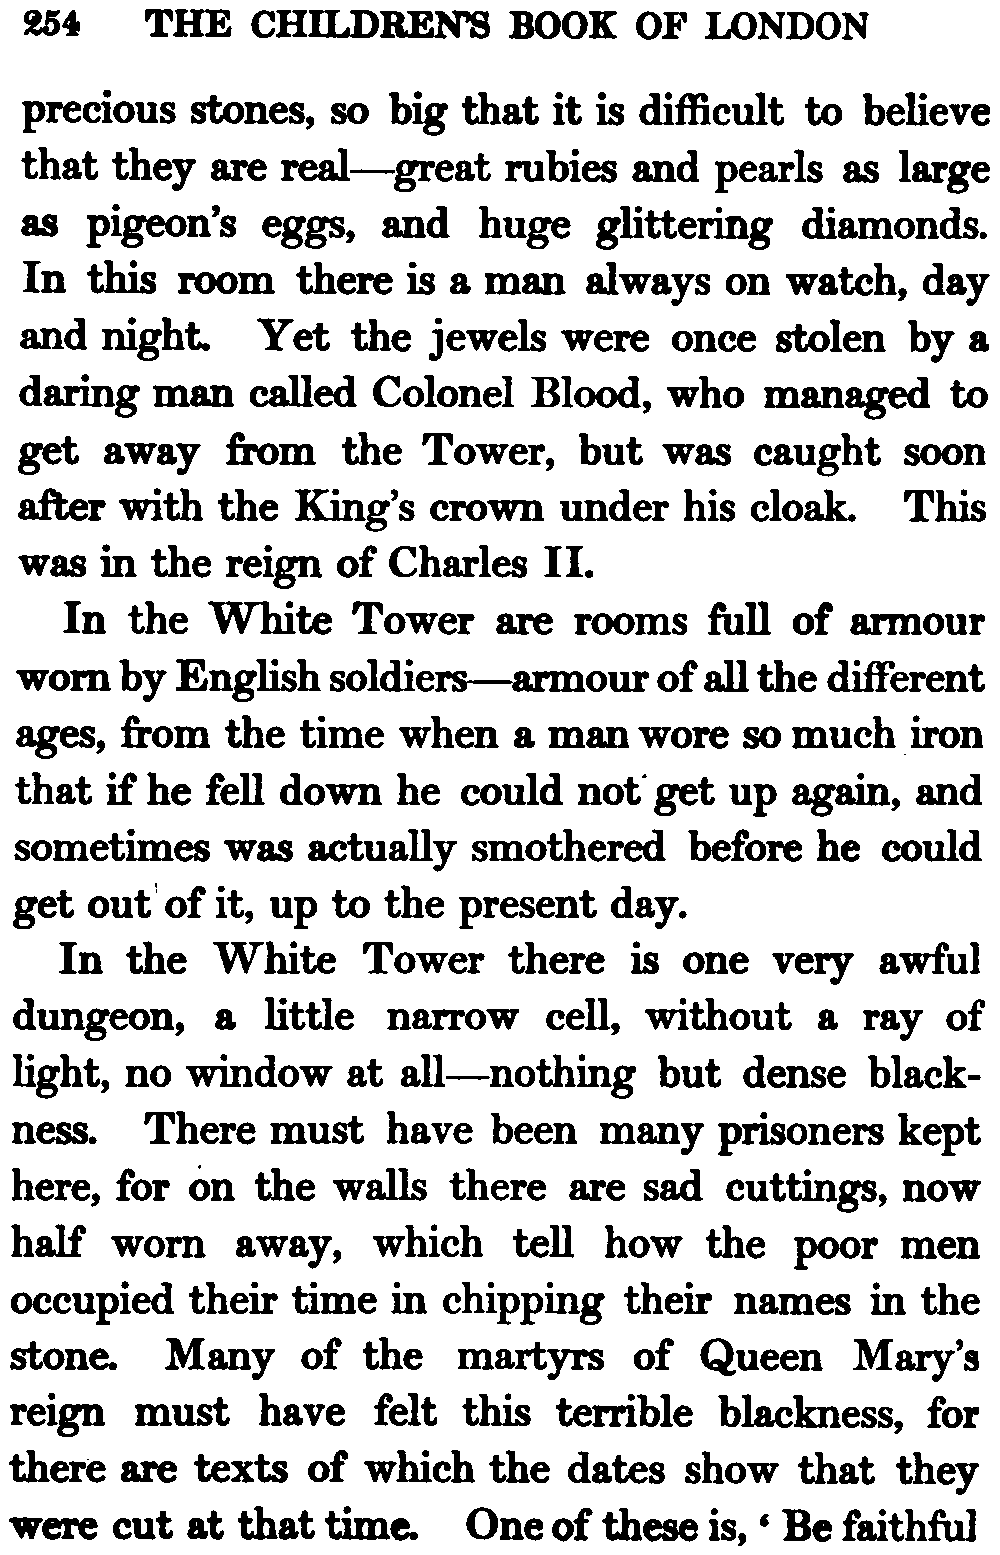 254 THE CHILDREN'S BOOK OF LONDON
precious stones, so big that it is difficult to believe
that they are real—great rubies and pearls as large
as pigeon's eggs, and huge glittering diamonds.
In this room there is a man always on watch, day
and night. Yet the jewels were once stolen by a
daring man called Colonel Blood, who managed to
get away from the Tower, but was caught soon
after with the King's crown under his cloak. This
was in the reign of Charles II.
In the White Tower are rooms full of armour
worn by English soldiers—armour of all the different
ages, from the time when a man wore so much iron
that if he fell down he could not get up again, and
sometimes was actually smothered before he could
get out of it, up to the present day.
In the White Tower there is one very awful
dungeon, a little narrow cell, without a ray of
light, no window at all—nothing but dense black-
ness. There must have been many prisoners kept
here, for on the walls there are sad cuttings, now
half worn away, which tell how the poor men
occupied their time in chipping their names in the
stone. Many of the martyrs of Queen Mary's
reign must have felt this terrible blackness, for
there are texts of which the dates show that they
were cut at that time. One of these is, ‘ Be faithful